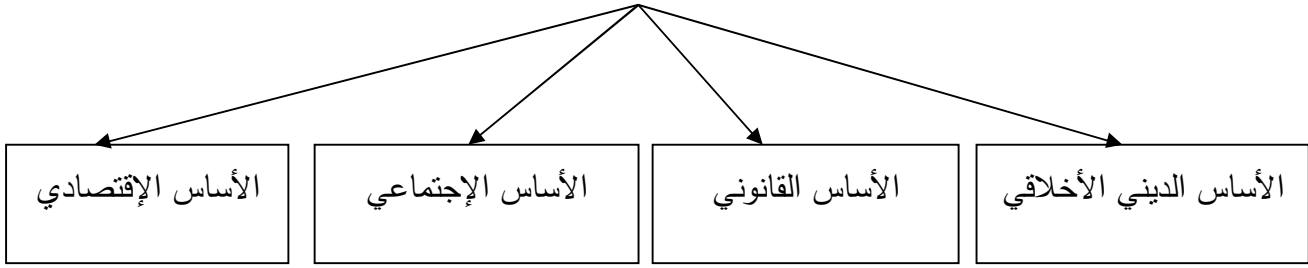 الأساس الديني الأخلاقي
الأساس القانوني
الأساس الإجتماعي
الأساس الإقتصادي